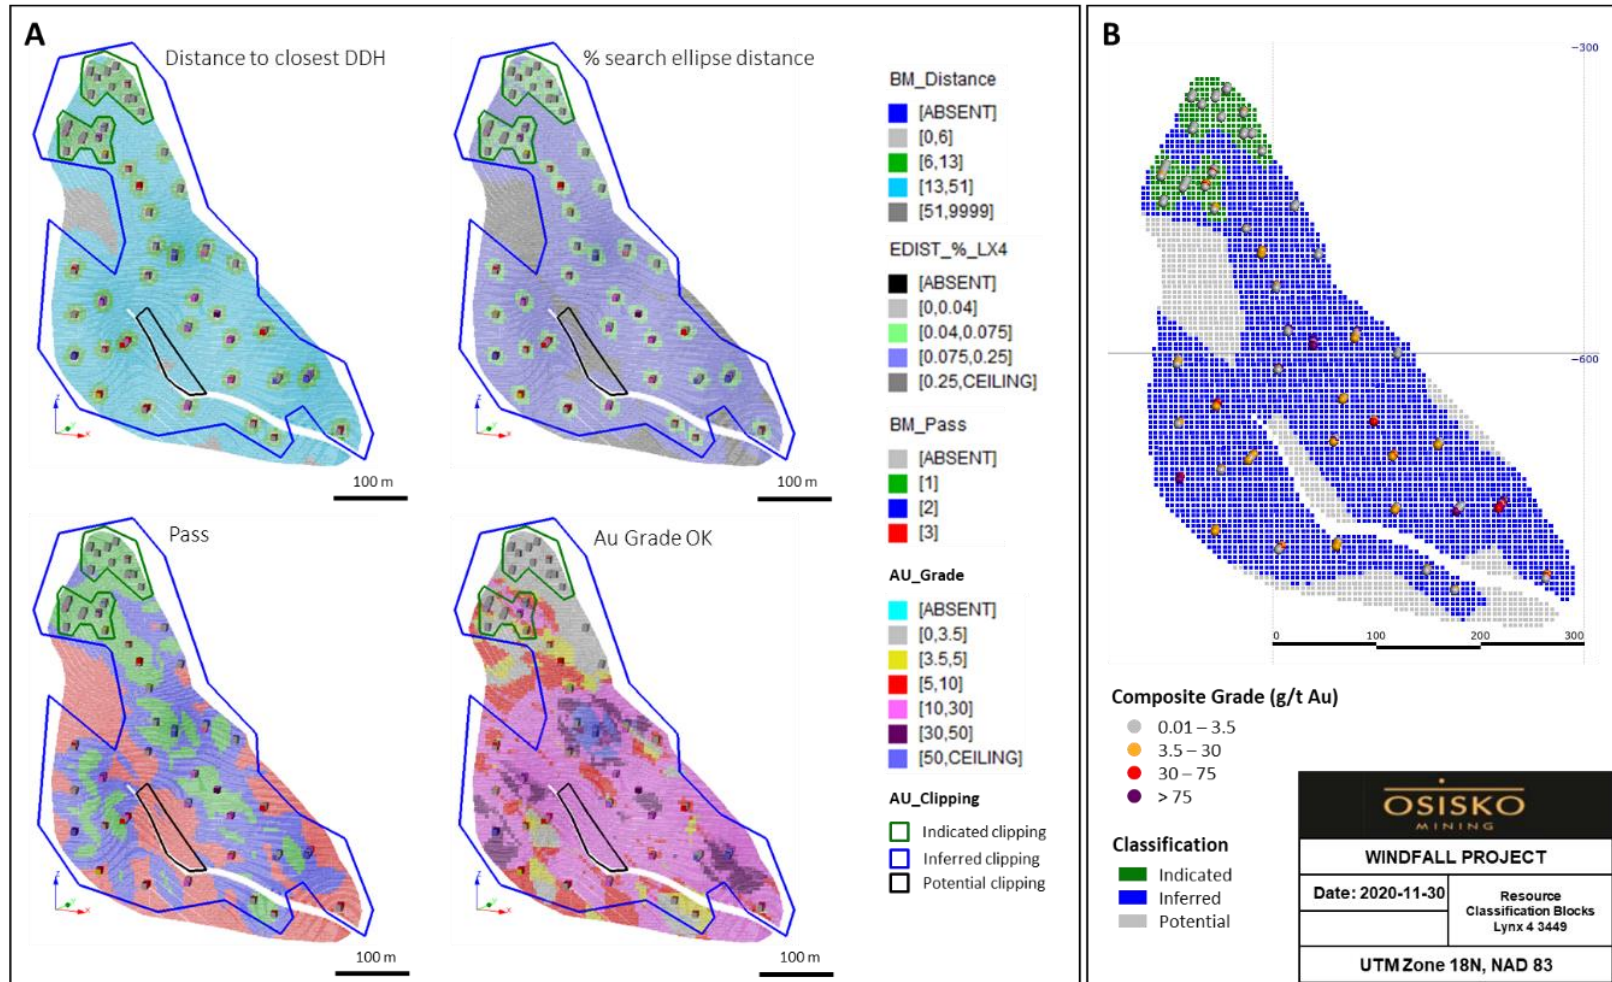 A
Distance to closest DDH
% search ellipse distance
100 m
100 m
Pass
Au Grade OK
100 m
100 m
BM_Distance
[ABSENT]
[0,6]
[6,13]
[13,51]
[51,9999]
EDIST_%_LX4
[ABSENT]
[0,0.04]
[0.04,0.075]
[0.075,0.25]
[0.25,CEILING]
BM_Pass
[ABSENT]
[1]
[2]
[3]
AU_Grade
[ABSENT]
[0,3.5]
[3.5,5]
[5,10]
[10,30]
[30,50]
[50,CEILING]
AU_Clipping
Indicated clipping
Inferred clipping
Potential clipping
B
-300
-600
0 100 200 300
Composite Grade (g/t Au)
0.01 – 3.5
3.5 – 30
30 – 75
> 75
Classification
Indicated
Inferred
Potential
OSISKO
MINING
WINDFALL PROJECT
Date: 2020-11-30
Resource
Classification Blocks
Lynx 4 3449
UTM Zone 18N, NAD 83